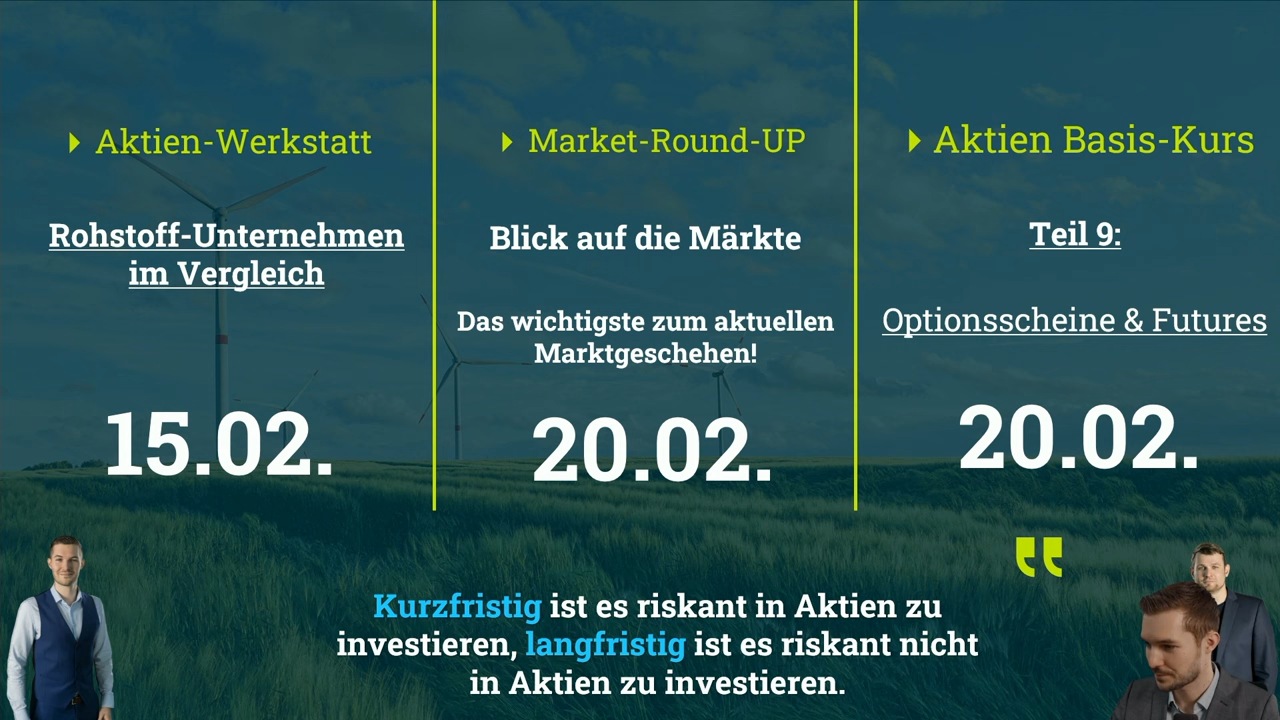 Aktien-Werkstatt
Rohstoff-Unternehmen
im Vergleich
15.02.
Market-Round-UP
Blick auf die Märkte
Das wichtigste zum aktuellen
Marktgeschehen!
20.02.
Aktien Basis-Kurs
Teil 9:
Optionsscheine & Futures
20.02.
Kurzfristig ist es riskant in Aktien zu
investieren, langfristig ist es riskant nicht
in Aktien zu investieren.